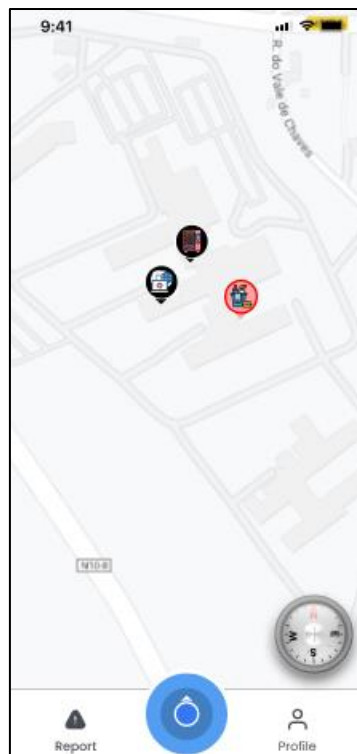 9:41
R. do Vale de Chaves
N10-8
W
S
Report
Profile